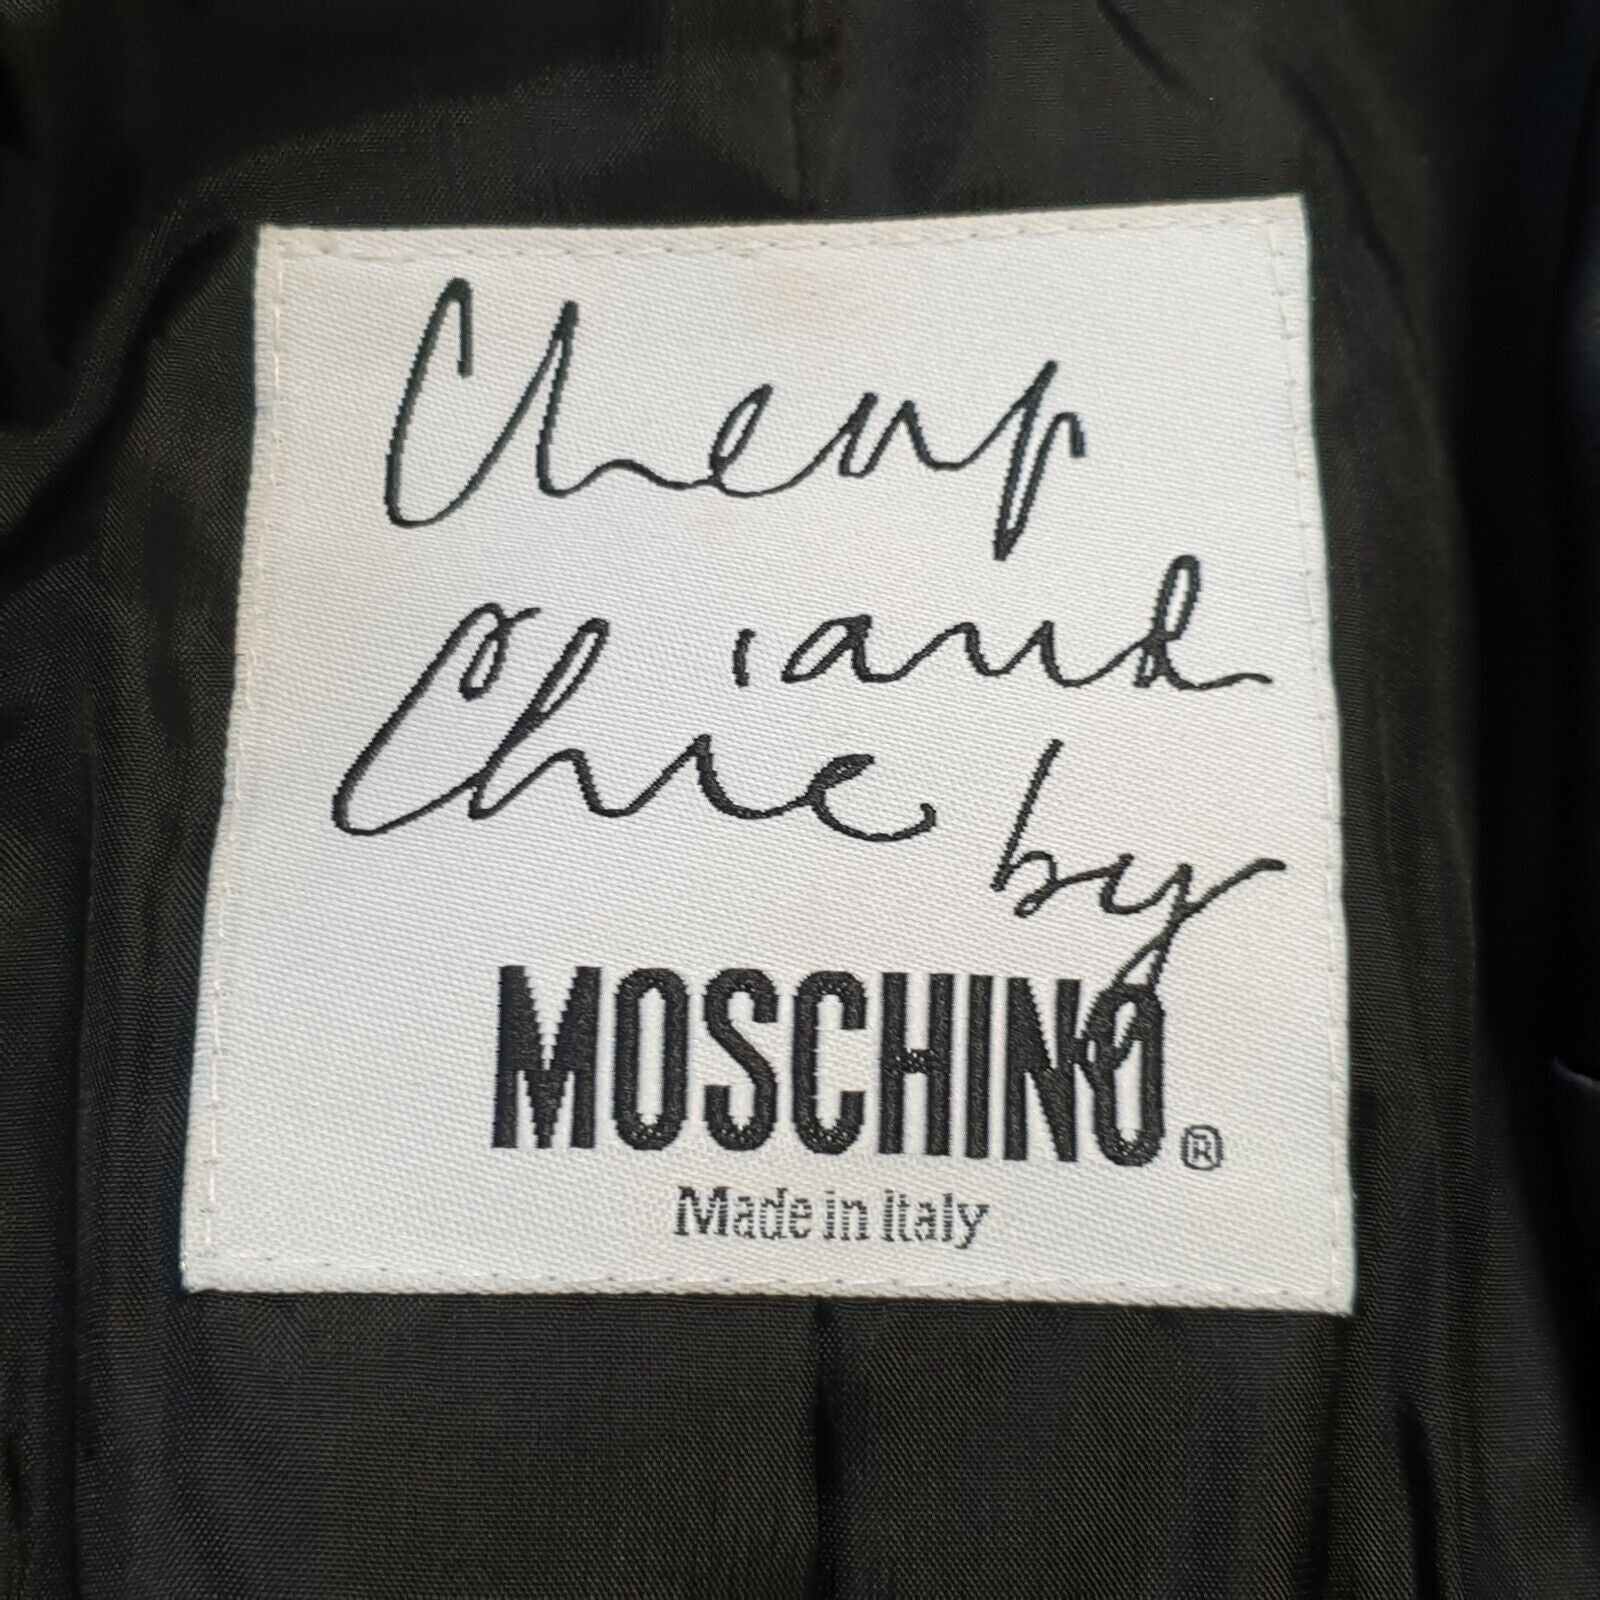 Cheap
and
Chic
by
MOSCHINO®
Made in Italy